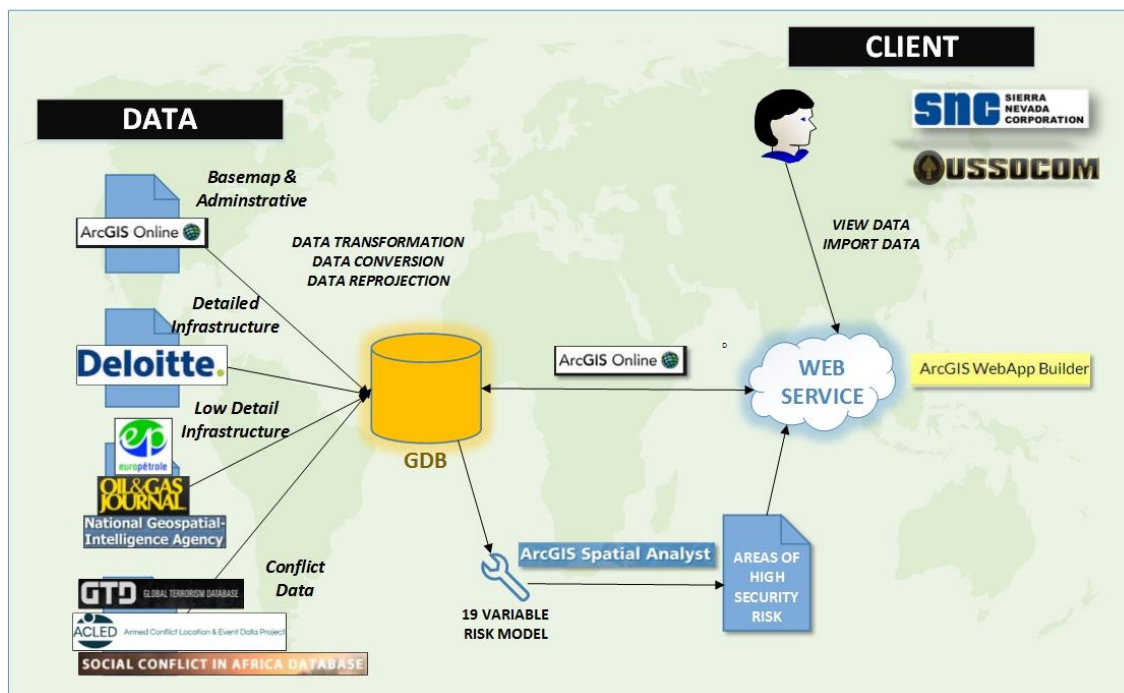 CLIENT
SNC SIERRA
NEVADA
CORPORATION
USSOCOM
DATA
Basemap &
Adminstrative
ArcGIS Online
DATA TRANSFORMATION
DATA CONVERSION
DATA REPROJECTION
VIEW DATA
IMPORT DATA
Detailed
Infrastructure
Deloitte.
Low Detail
Infrastructure
ep
europétrole
OIL&GAS
JOURNAL
National Geospatial-
Intelligence Agency
GDB
ArcGIS Online
WEB
SERVICE
ArcGIS WebApp Builder
Conflict
Data
GTD GLOBAL TERRORISM DATABASE
ACLED Armed Conflict Location & Event Data Project
SOCIAL CONFLICT IN AFRICA DATABASE
ArcGIS Spatial Analyst
19 VARIABLE
RISK MODEL
AREAS OF
HIGH
SECURITY
RISK